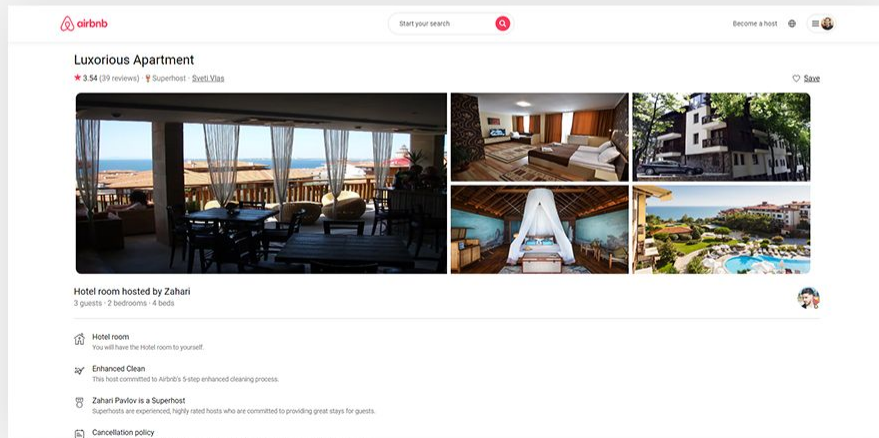 airbnb
Start your search
Become a host
Luxorious Apartment
★ 3.54 (39 reviews) · Superhost · Sveti Vlas
Save
Hotel room hosted by Zahari
3 guests · 2 bedrooms · 4 beds
Hotel room
You will have the Hotel room to yourself.
Enhanced Clean
This host committed to Airbnb's 5-step enhanced cleaning process.
Zahari Pavlov is a Superhost
Superhosts are experienced, highly rated hosts who are committed to providing great stays for guests.
Cancellation policy